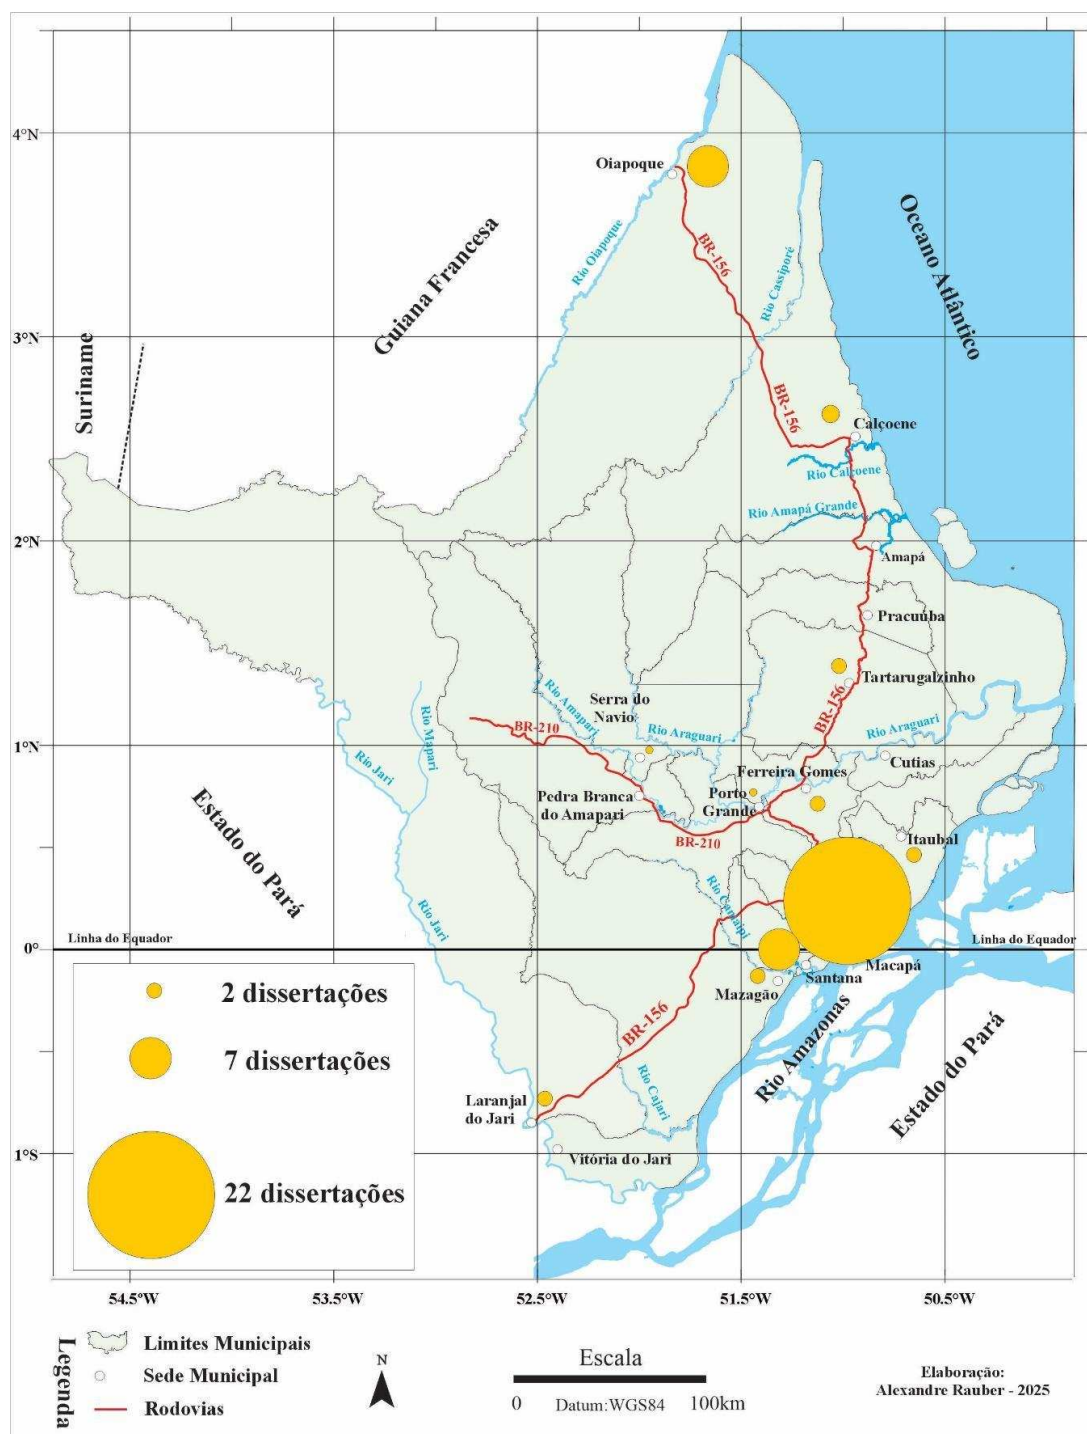 4°N
Oiapoque
Oceano Atlântico
Rio Oiapoque
BR-156
Rio Cassiporé
Guiana Francesa
3°N
Suriname
BR-156
Calçoene
Rio Calçoene
Rio Amapá Grande
2°N
Amapá
Pracuúba
Tartarugalzinho
Rio Amapari
Serra do
Navio
BR-156
Rio Mapari
BR-210
Rio Araguari
Rio Araguari
1°N
Rio Jari
Cutias
Ferreira Gomes
Pedra Branca
do Amapari
Porto
Grande
Estado do Pará
BR-210
Itaubal
Rio Jari
Rio Camaipi
0°
Linha do Equador
Linha do Equador
Macapá
Santana
Mazagão
2 dissertações
7 dissertações
22 dissertações
BR-156
Rio Amazonas
Estado do Pará
Rio Cajari
Laranjal
do Jari
1°S
Vitória do Jari
54.5°W
53.5°W
52.5°W
51.5°W
50.5°W
Legenda
Limites Municipais
Sede Municipal
Rodovias
N
Escala
0
Datum:WGS84
100km
Elaboração:
Alexandre Rauber - 2025